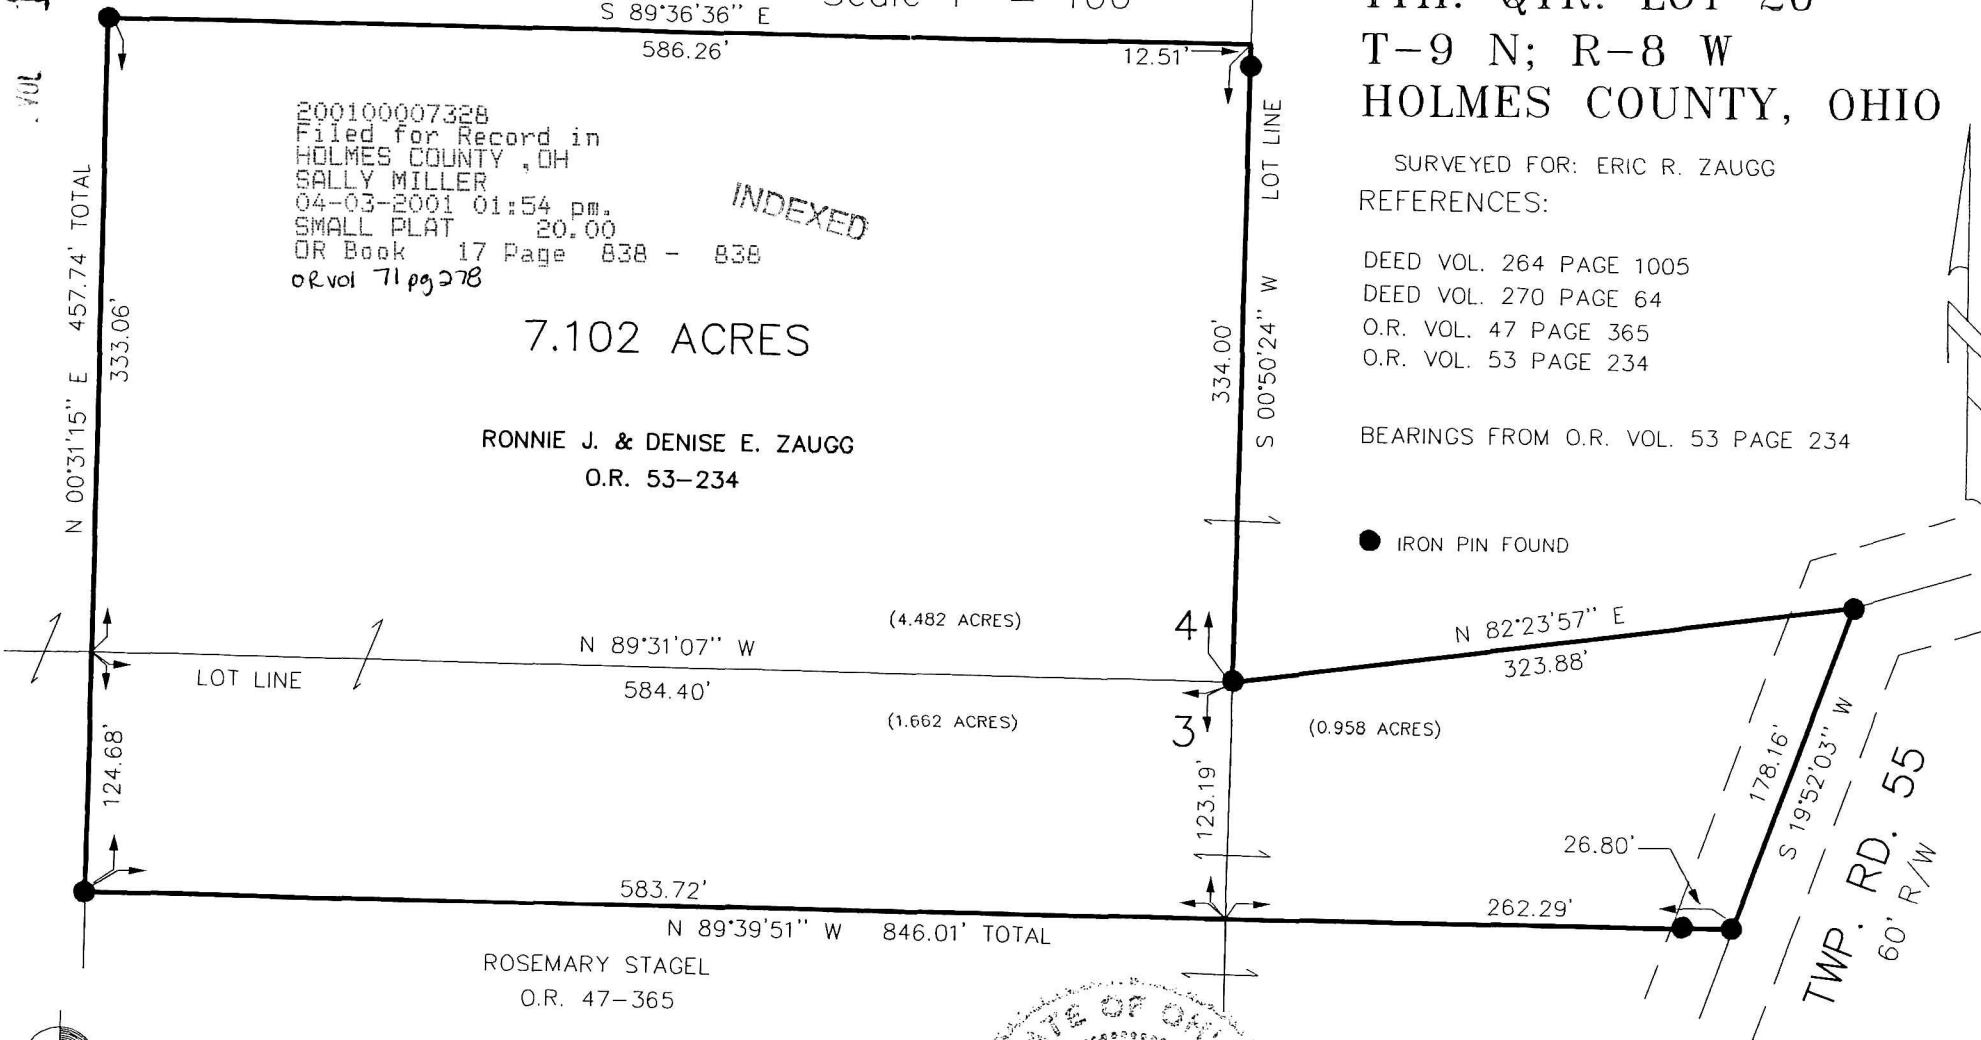 S 89°36'36" E
586.26'
12.51'
T-9 N; R-8 W
HOLMES COUNTY, OHIO
SURVEYED FOR: ERIC R. ZAUGG
REFERENCES:
DEED VOL. 264 PAGE 1005
DEED VOL. 270 PAGE 64
O.R. VOL. 47 PAGE 365
O.R. VOL. 53 PAGE 234
BEARINGS FROM O.R. VOL. 53 PAGE 234
IRON PIN FOUND
VOL
200100007328
Filed for Record in
HOLMES COUNTY ,OH
SALLY MILLER
04-03-2001 01:54 pm.
SMALL PLAT 20.00
OR Book 17 Page 838 - 838
ORVol 71 pg 278
INDEXED
7.102 ACRES
RONNIE J. & DENISE E. ZAUGG
O.R. 53-234
N 00°31'15" E 457.74' TOTAL
333.06'
334.00'
S 00°50'24" W LOT LINE
(4.482 ACRES)
N 89°31'07" W
LOT LINE
584.40'
(1.662 ACRES)
4
3
N 82°23'57" E
323.88'
(0.958 ACRES)
124.68'
123.19'
178.16'
S 19°52'03" W
TWP. RD. 55
60' R/W
26.80'
583.72'
262.29'
N 89°39'51" W 846.01' TOTAL
ROSEMARY STAGEL
O.R. 47-365